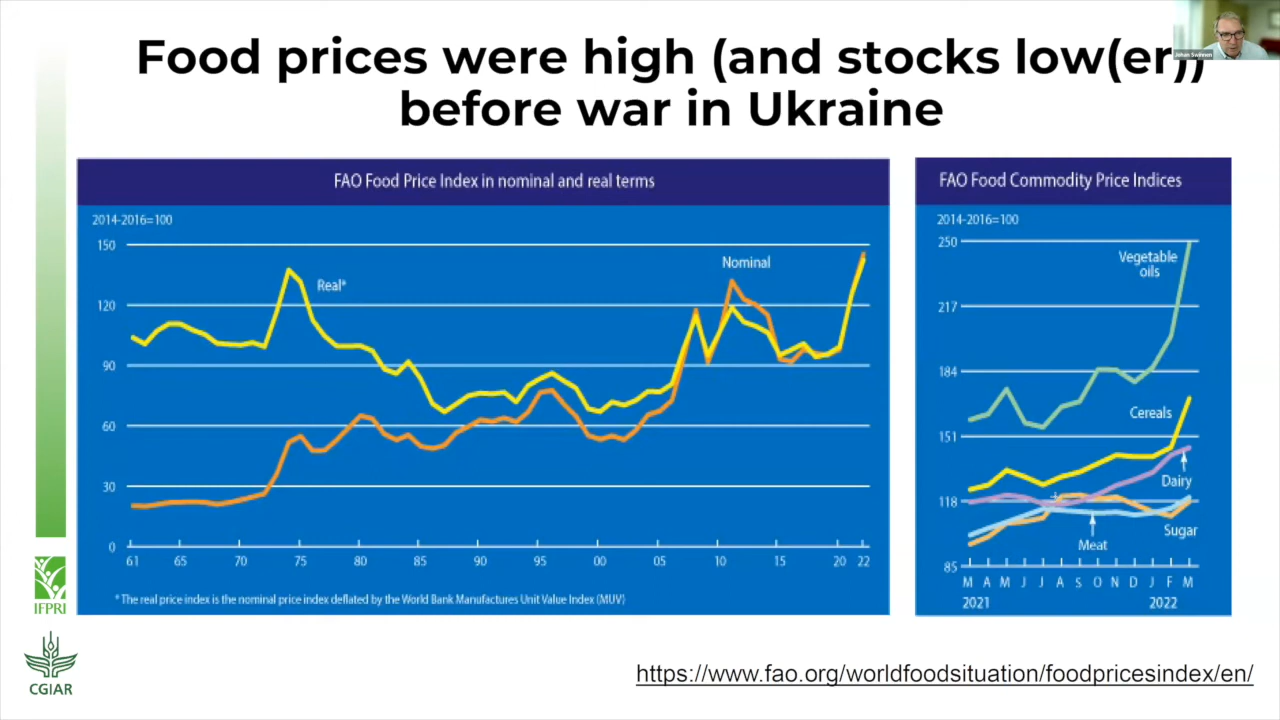 Food prices were high (and stocks low(er))
before war in Ukraine
Johan Swinnen
FAO Food Price Index in nominal and real terms
2014-2016=100
150
120
90
60
30
0
Real*
Nominal
61 65 70 75 80 85 90 95 00 05 10 15 20 22
* The real price index is the nominal price index deflated by the World Bank Manufactures Unit Value Index (MUV)
FAO Food Commodity Price Indices
2014-2016=100
250
217
184
151
118
85
Vegetable
oils
Cereals
Dairy
Sugar
Meat
M A M J J A S O N D J F M
2021 2022
IFPRI
CGIAR
https://www.fao.org/worldfoodsituation/foodpricesindex/en/